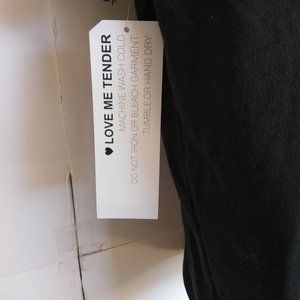 ♥ LOVE ME TENDER
MACHINE WASH COLD
DO NOT IRON OR BLEACH GARMENT
TUMBLE OR HANG DRY